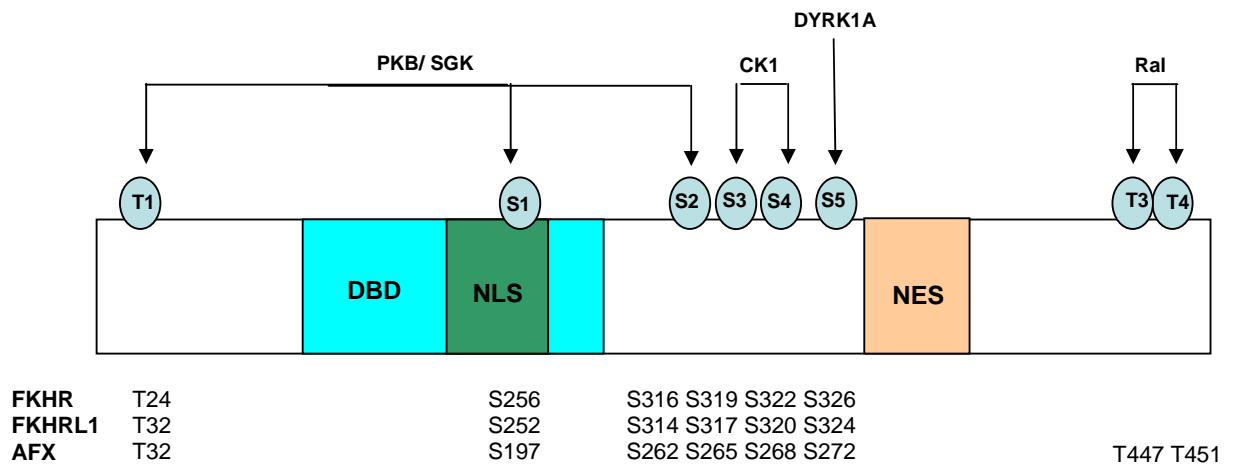 DYRK1A
PKB/ SGK CK1 Ral
T1 S1 S2 S3 S4 S5 T3 T4
DBD NLS NES
FKHR T24 S256 S316 S319 S322 S326
FKHRL1 T32 S252 S314 S317 S320 S324
AFX T32 S197 S262 S265 S268 S272 T447 T451